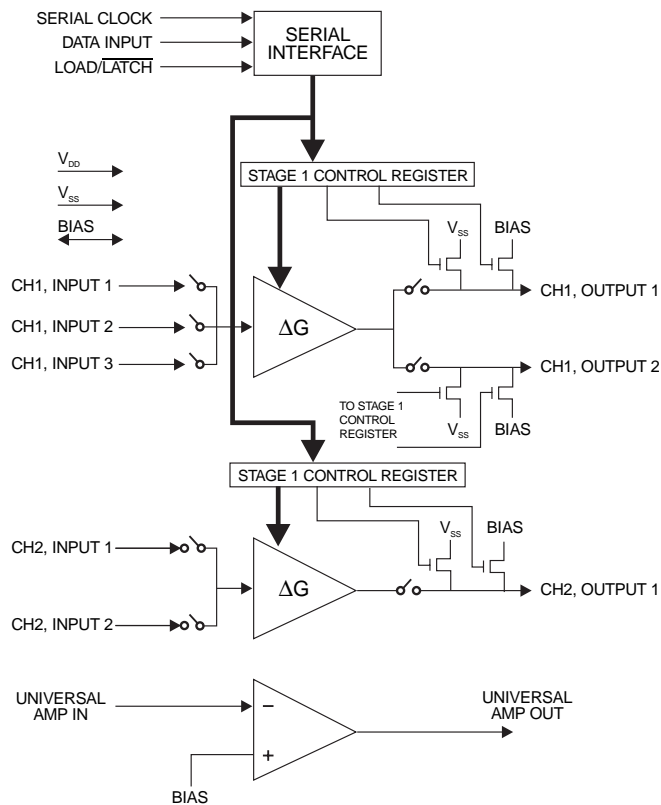 SERIAL CLOCK
DATA INPUT
LOAD/LATCH
SERIAL
INTERFACE
VDD
VSS
BIAS
STAGE 1 CONTROL REGISTER
VSS
BIAS
CH1, INPUT 1
CH1, INPUT 2
CH1, INPUT 3
ΔG
CH1, OUTPUT 1
CH1, OUTPUT 2
TO STAGE 1
CONTROL
REGISTER
VSS
BIAS
STAGE 1 CONTROL REGISTER
VSS
BIAS
CH2, INPUT 1
CH2, INPUT 2
ΔG
CH2, OUTPUT 1
UNIVERSAL
AMP IN
−
+
BIAS
UNIVERSAL
AMP OUT